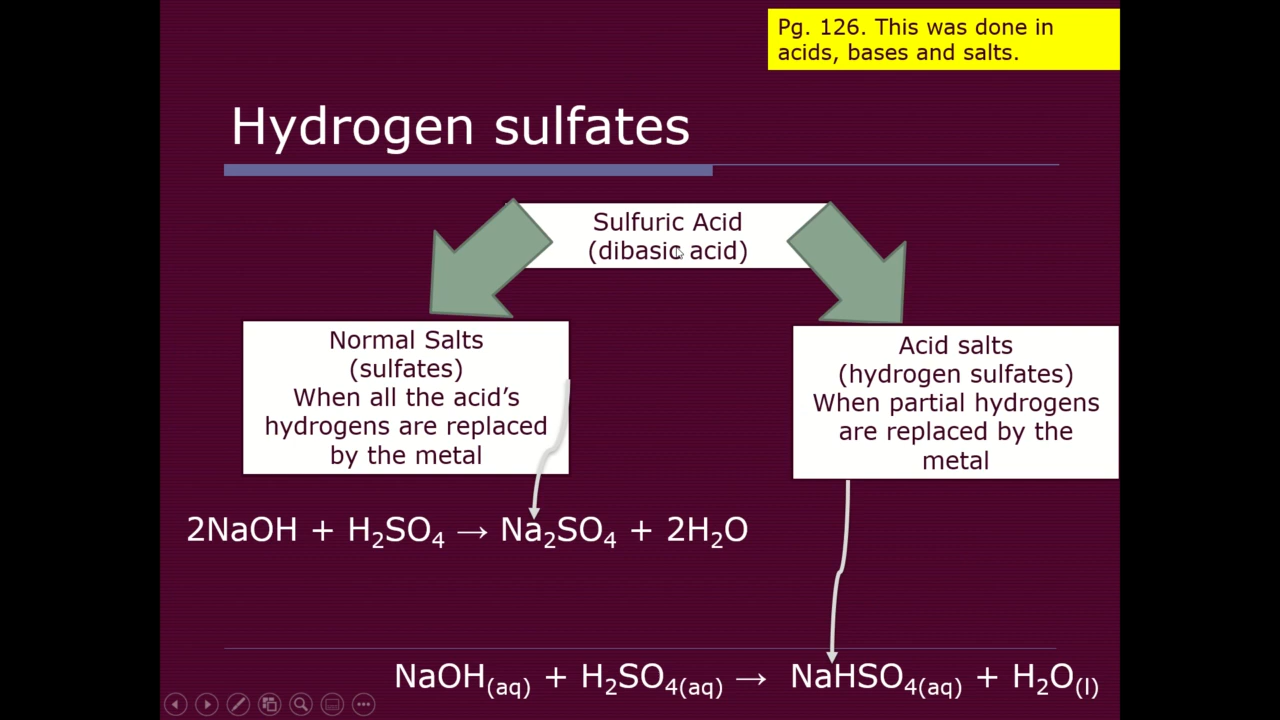 Pg. 126. This was done in
acids, bases and salts.
Hydrogen sulfates
Sulfuric Acid
(dibasic acid)
Normal Salts
(sulfates)
When all the acid’s
hydrogens are replaced
by the metal
Acid salts
(hydrogen sulfates)
When partial hydrogens
are replaced by the
metal
2NaOH + H₂SO₄ → Na₂SO₄ + 2H₂O
NaOH(aq) + H₂SO₄(aq) → NaHSO₄(aq) + H₂O(l)